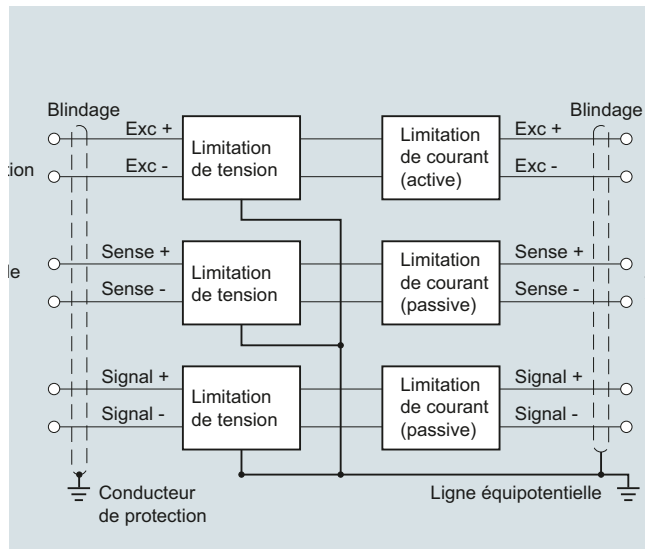 Blindage
Blindage
Exc +
Limitation
de tension
Limitation
de courant
(active)
Exc +
Exc -
Exc -
Sense +
Limitation
de tension
Limitation
de courant
(passive)
Sense +
Sense -
Sense -
Signal +
Limitation
de tension
Limitation
de courant
(passive)
Signal +
Signal -
Signal -
Conducteur
de protection
Ligne équipotentielle